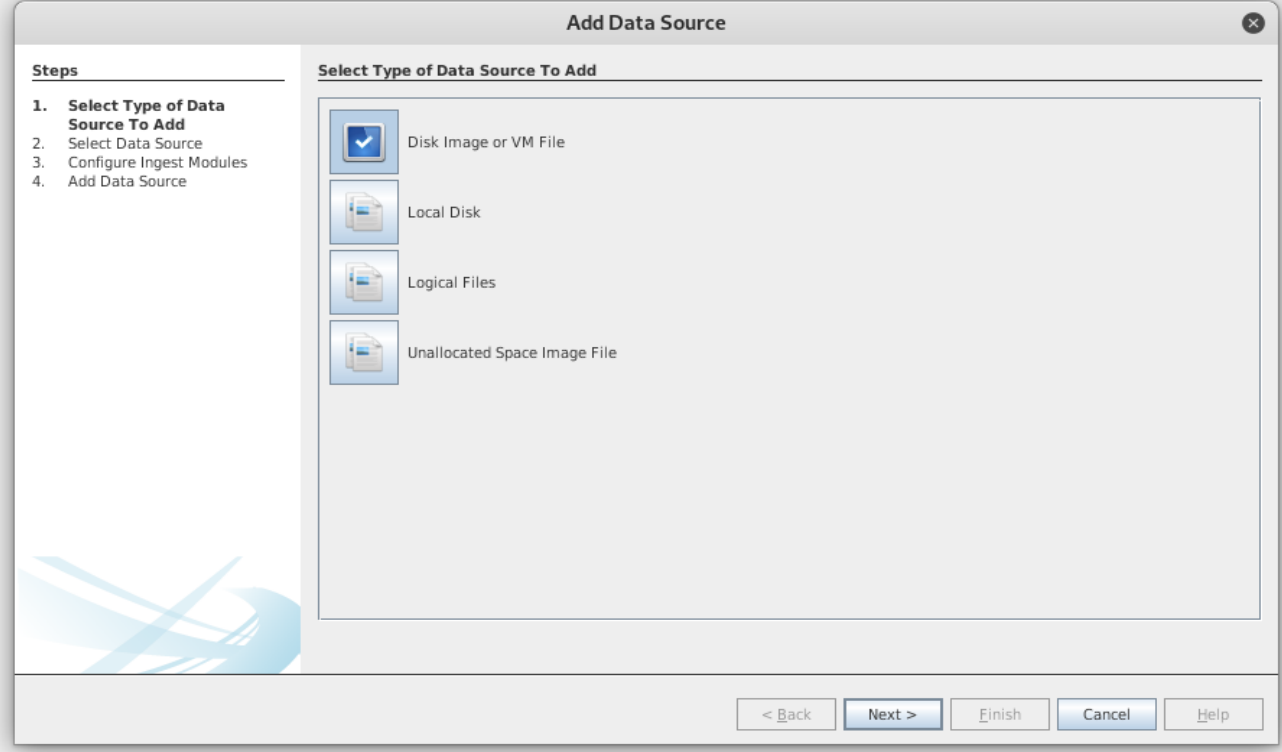 Add Data Source
Steps
1. Select Type of Data
Source To Add
2. Select Data Source
3. Configure Ingest Modules
4. Add Data Source
Select Type of Data Source To Add
Disk Image or VM File
Local Disk
Logical Files
Unallocated Space Image File
< Back
Next >
Finish
Cancel
Help